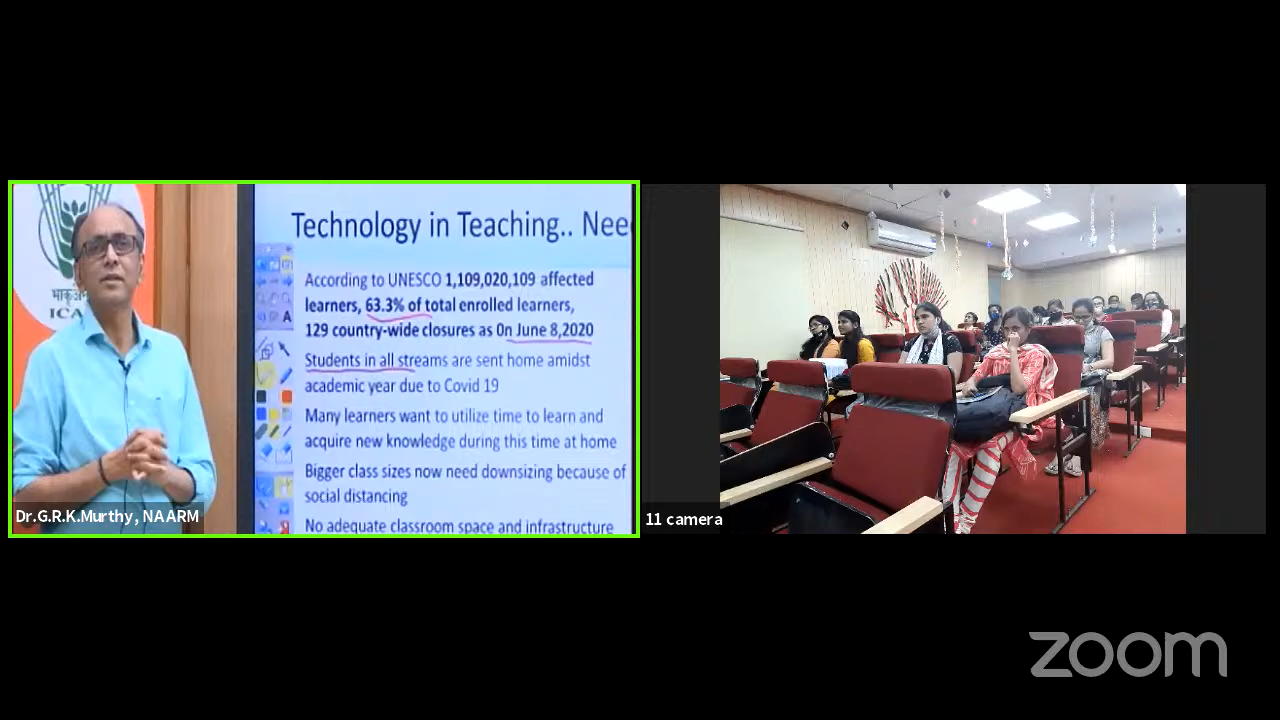 Technology in Teaching.. Nee
According to UNESCO 1,109,020,109 affected
learners, 63.3% of total enrolled learners,
129 country-wide closures as 0n June 8,2020
Students in all streams are sent home amidst
academic year due to Covid 19
Many learners want to utilize time to learn and
acquire new knowledge during this time at home
Bigger class sizes now need downsizing because of
social distancing
No adequate classroom space and infrastructure
A
ICA
Dr.G.R.K.Murthy, NAARM
11 camera
zoom